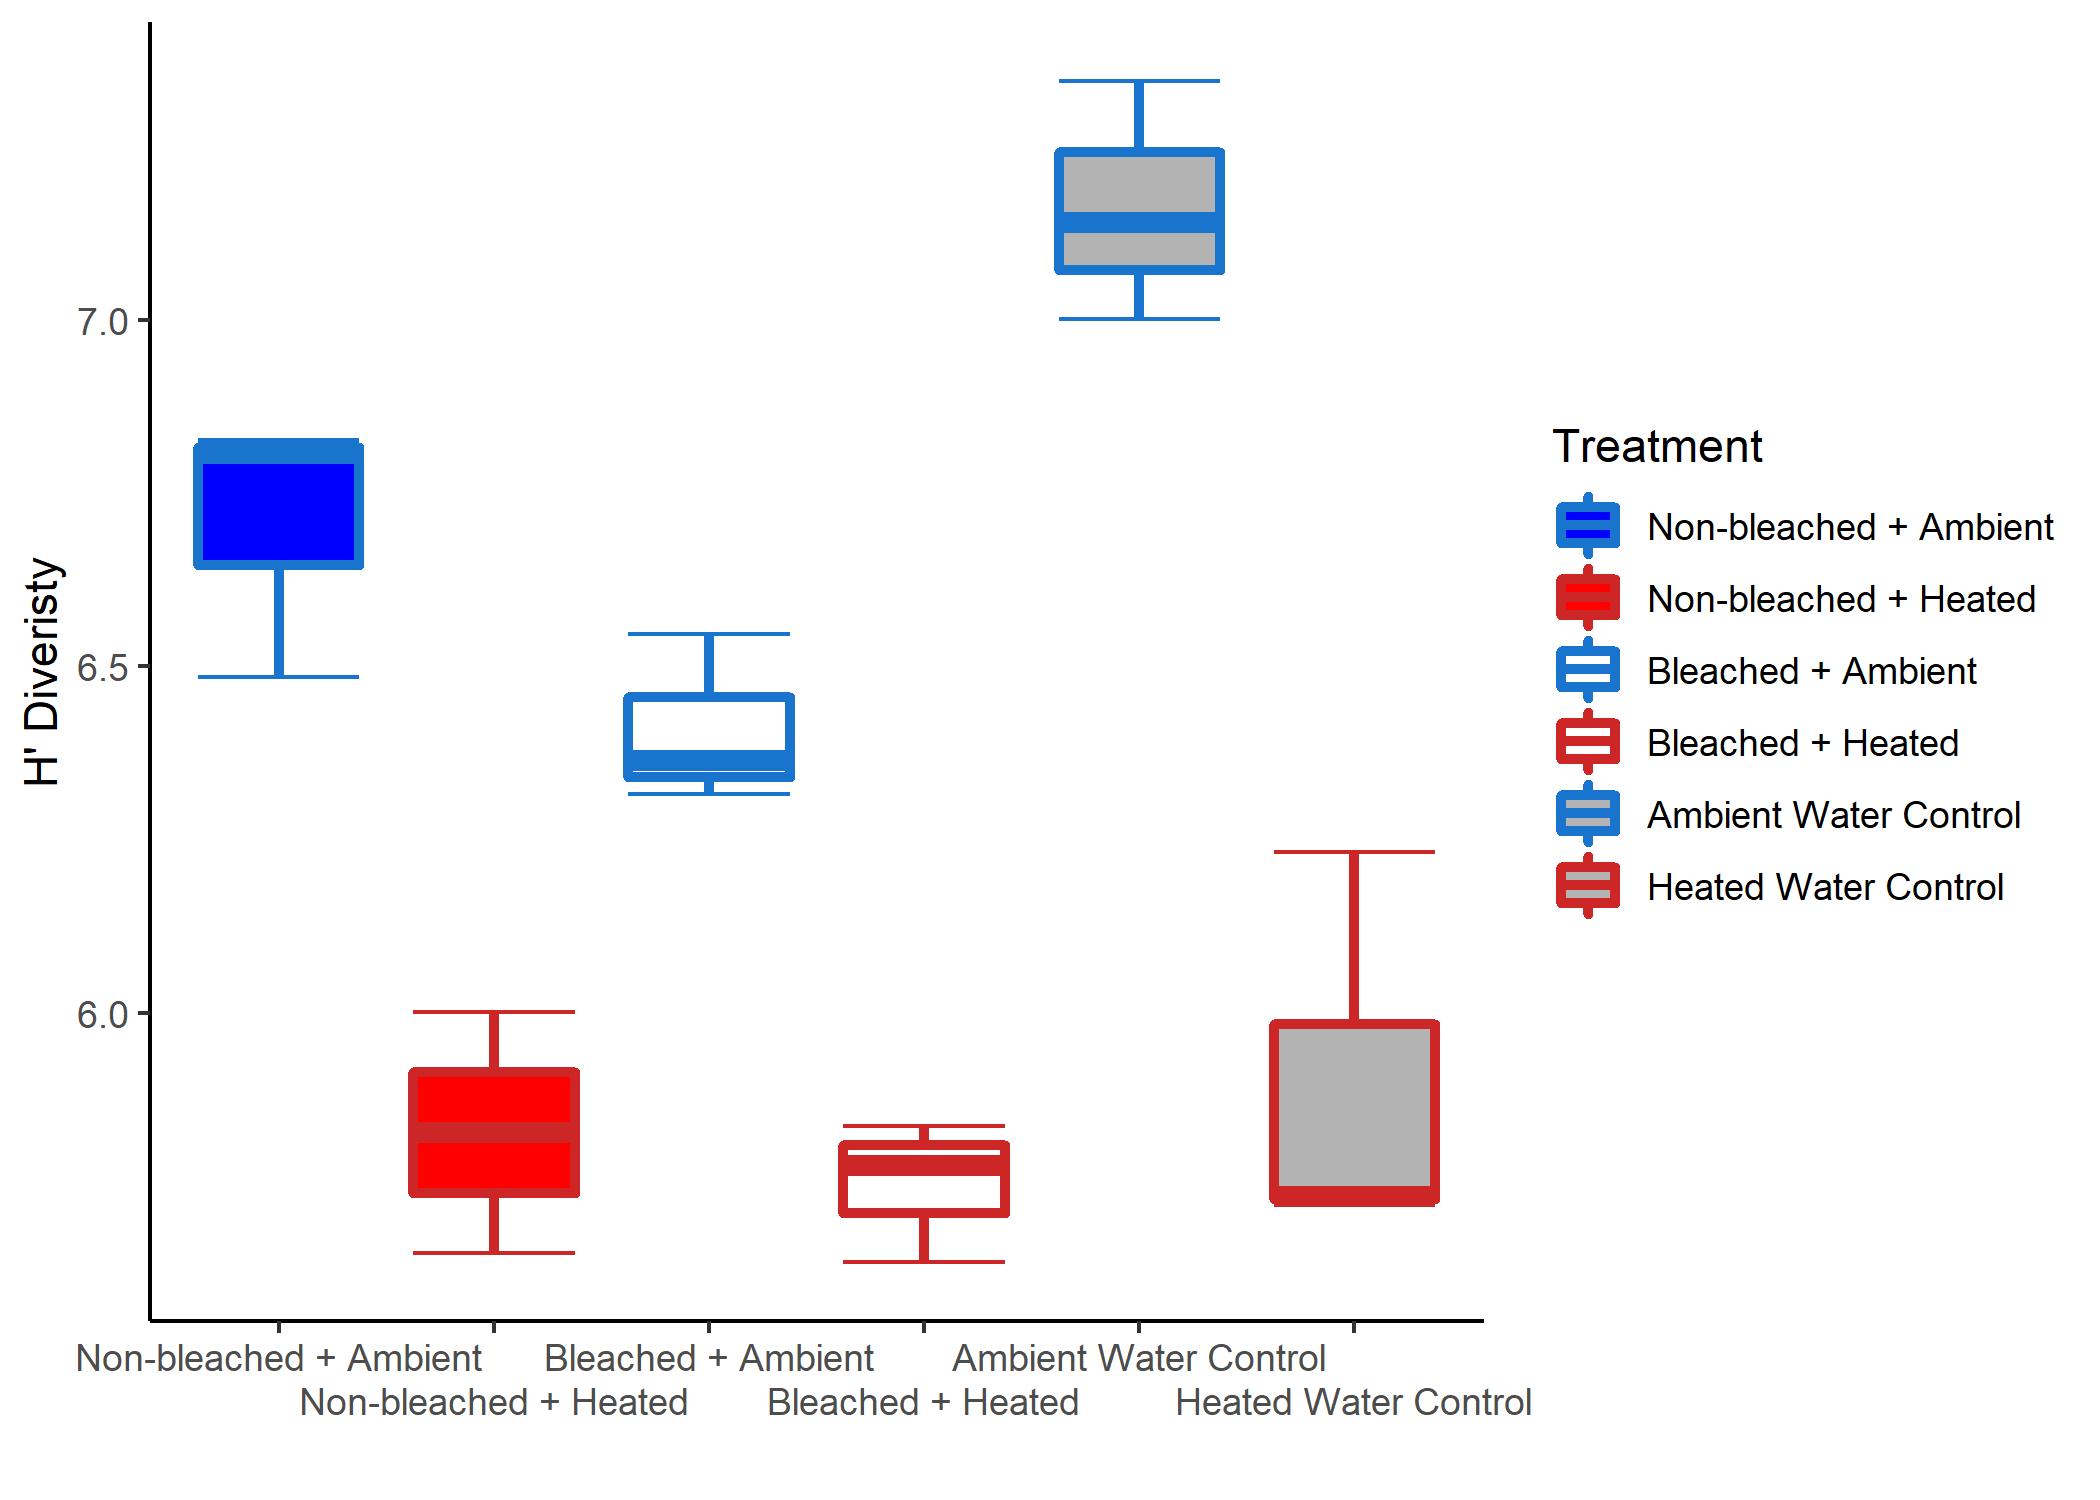 H' Diveristy
7.0
6.5
6.0
Non-bleached + Ambient
Non-bleached + Heated
Bleached + Ambient
Bleached + Heated
Ambient Water Control
Heated Water Control
Treatment
Non-bleached + Ambient
Non-bleached + Heated
Bleached + Ambient
Bleached + Heated
Ambient Water Control
Heated Water Control